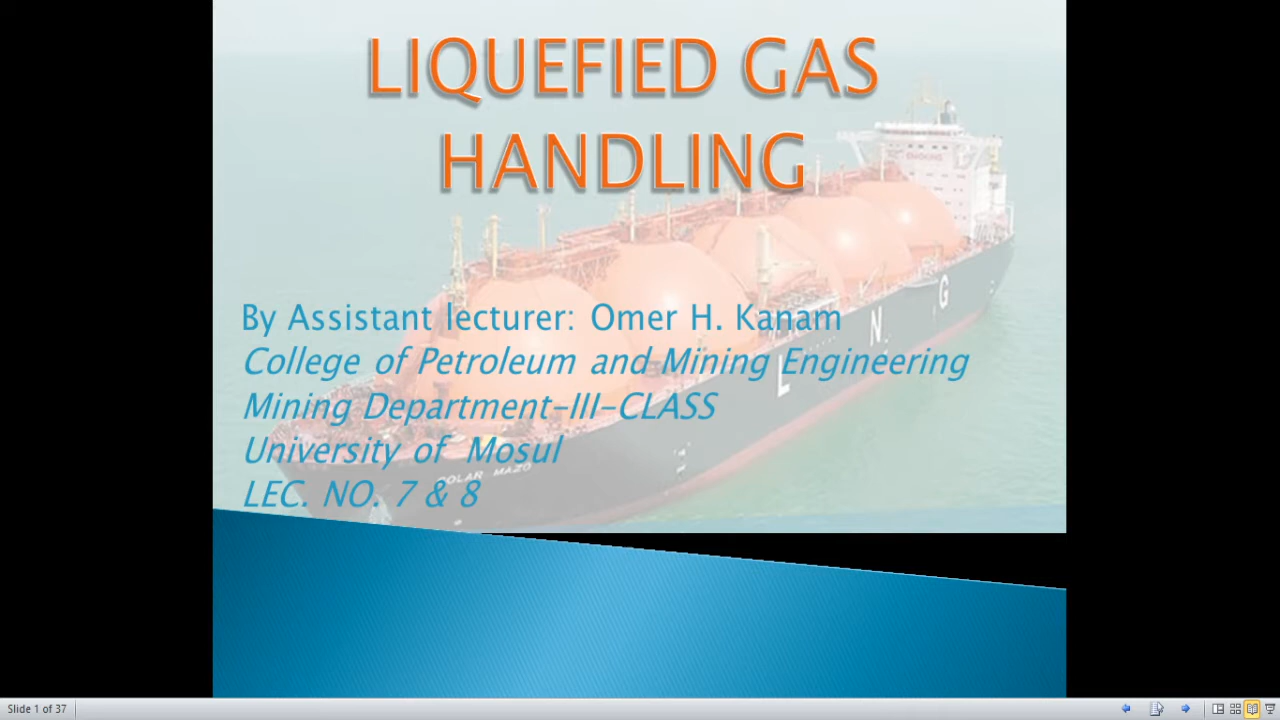 LIQUEFIED GAS
HANDLING
By Assistant lecturer: Omer H. Kanam
College of Petroleum and Mining Engineering
Mining Department-III-CLASS
University of Mosul
LEC. NO. 7 & 8
L N G
Slide 1 of 37